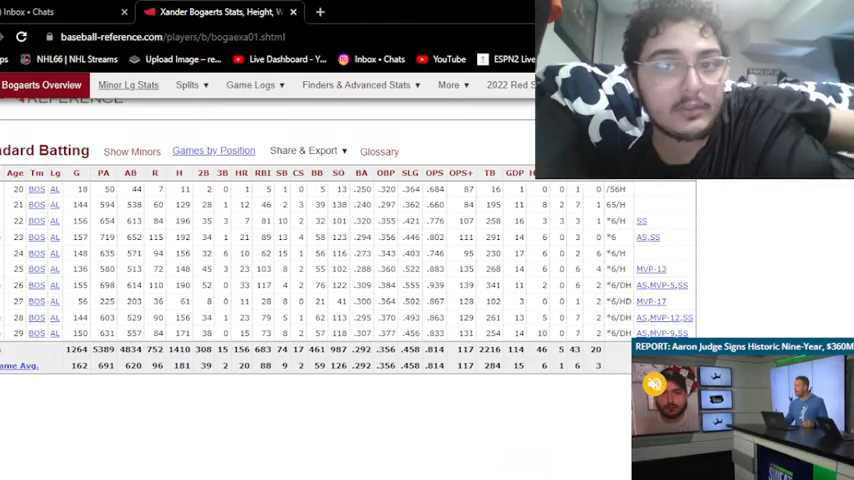 Inbox • Chats × Xander Bogaerts Stats, Height, W × +
baseball-reference.com/players/b/bogaexa01.shtml
NHL66 | NHL Streams Upload Image – re... Live Dashboard - Yo... Inbox • Chats YouTube ESPN2 Live
Bogaerts Overview Minor Lg Stats Splits ▾ Game Logs ▾ Finders & Advanced Stats ▾ More ▾ 2022 Red S
REFERENCE
ndard Batting Show Minors Games by Position Share & Export ▼ Glossary
Age Tm Lg G PA AB R H 2B 3B HR RBI SB CS BB SO BA OBP SLG OPS OPS+ TB GDP
20 BOS AL 18 50 44 7 11 2 0 1 5 1 0 5 13 .250 .320 .364 .684 87 16 1 0 0 1 0 /56H
21 BOS AL 144 594 538 60 129 28 1 12 46 2 3 39 138 .240 .297 .362 .660 84 195 11 8 2 7 1 65/H
22 BOS AL 156 654 613 84 196 35 3 7 81 10 2 32 101 .320 .355 .421 .776 107 258 16 3 3 3 1 *6/H SS
23 BOS AL 157 719 652 115 192 34 1 21 89 13 4 58 123 .294 .356 .446 .802 111 291 14 6 0 3 0 *6 AS,SS
24 BOS AL 148 635 571 94 156 32 6 10 62 15 1 56 116 .273 .343 .403 .746 95 230 17 6 0 2 6 *6/H
25 BOS AL 136 580 513 72 148 45 3 23 103 8 2 55 102 .288 .360 .522 .883 135 268 14 6 0 6 4 *6/H MVP-13
26 BOS AL 155 698 614 110 190 52 0 33 117 4 2 76 122 .309 .384 .555 .939 139 341 11 2 0 6 2 *6/DH AS,MVP-5,SS
27 BOS AL 56 225 203 36 61 8 0 11 28 8 0 21 41 .300 .364 .502 .867 128 102 3 0 0 1 2 *6/HD MVP-17
28 BOS AL 144 603 529 90 156 34 1 23 79 5 1 62 113 .295 .370 .493 .863 129 261 13 5 0 7 2 *6/DH AS,MVP-12,SS
29 BOS AL 150 631 557 84 171 38 0 15 73 8 2 57 118 .307 .377 .456 .833 131 254 14 10 0 7 2 *6/DH AS,MVP-9,SS
1264 5389 4834 752 1410 308 15 156 683 74 17 461 987 .292 .356 .458 .814 117 2216 114 46 5 43 20
ame Avg. 162 691 620 96 181 39 2 20 88 9 2 59 126 .292 .356 .458 .814 117 284 15 6 1 6 3
REPORT: Aaron Judge Signs Historic Nine-Year, $360M